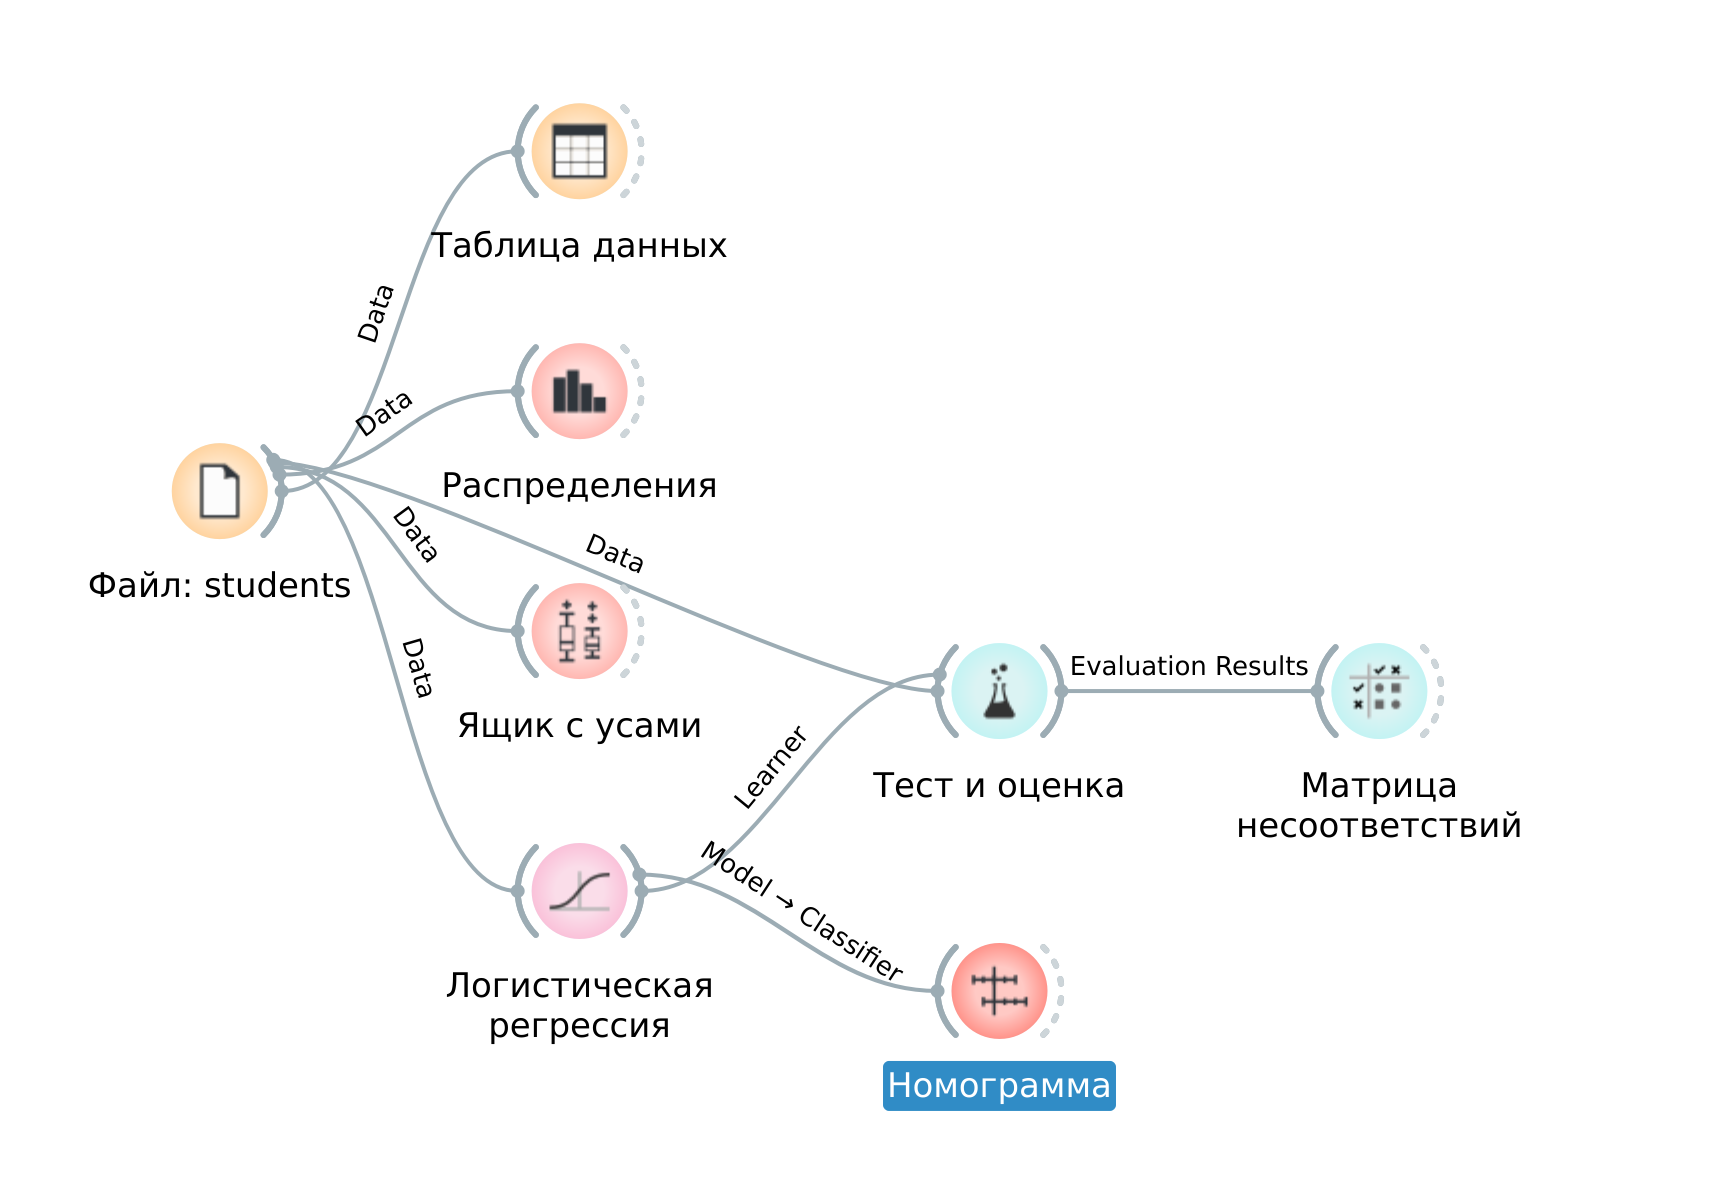 Таблица данных
Data
Data
Распределения
Файл: students
Data
Data
Data
Ящик с усами
Evaluation Results
Тест и оценка
Матрица
несоответствий
Learner
Model → Classifier
Логистическая
регрессия
Номограмма